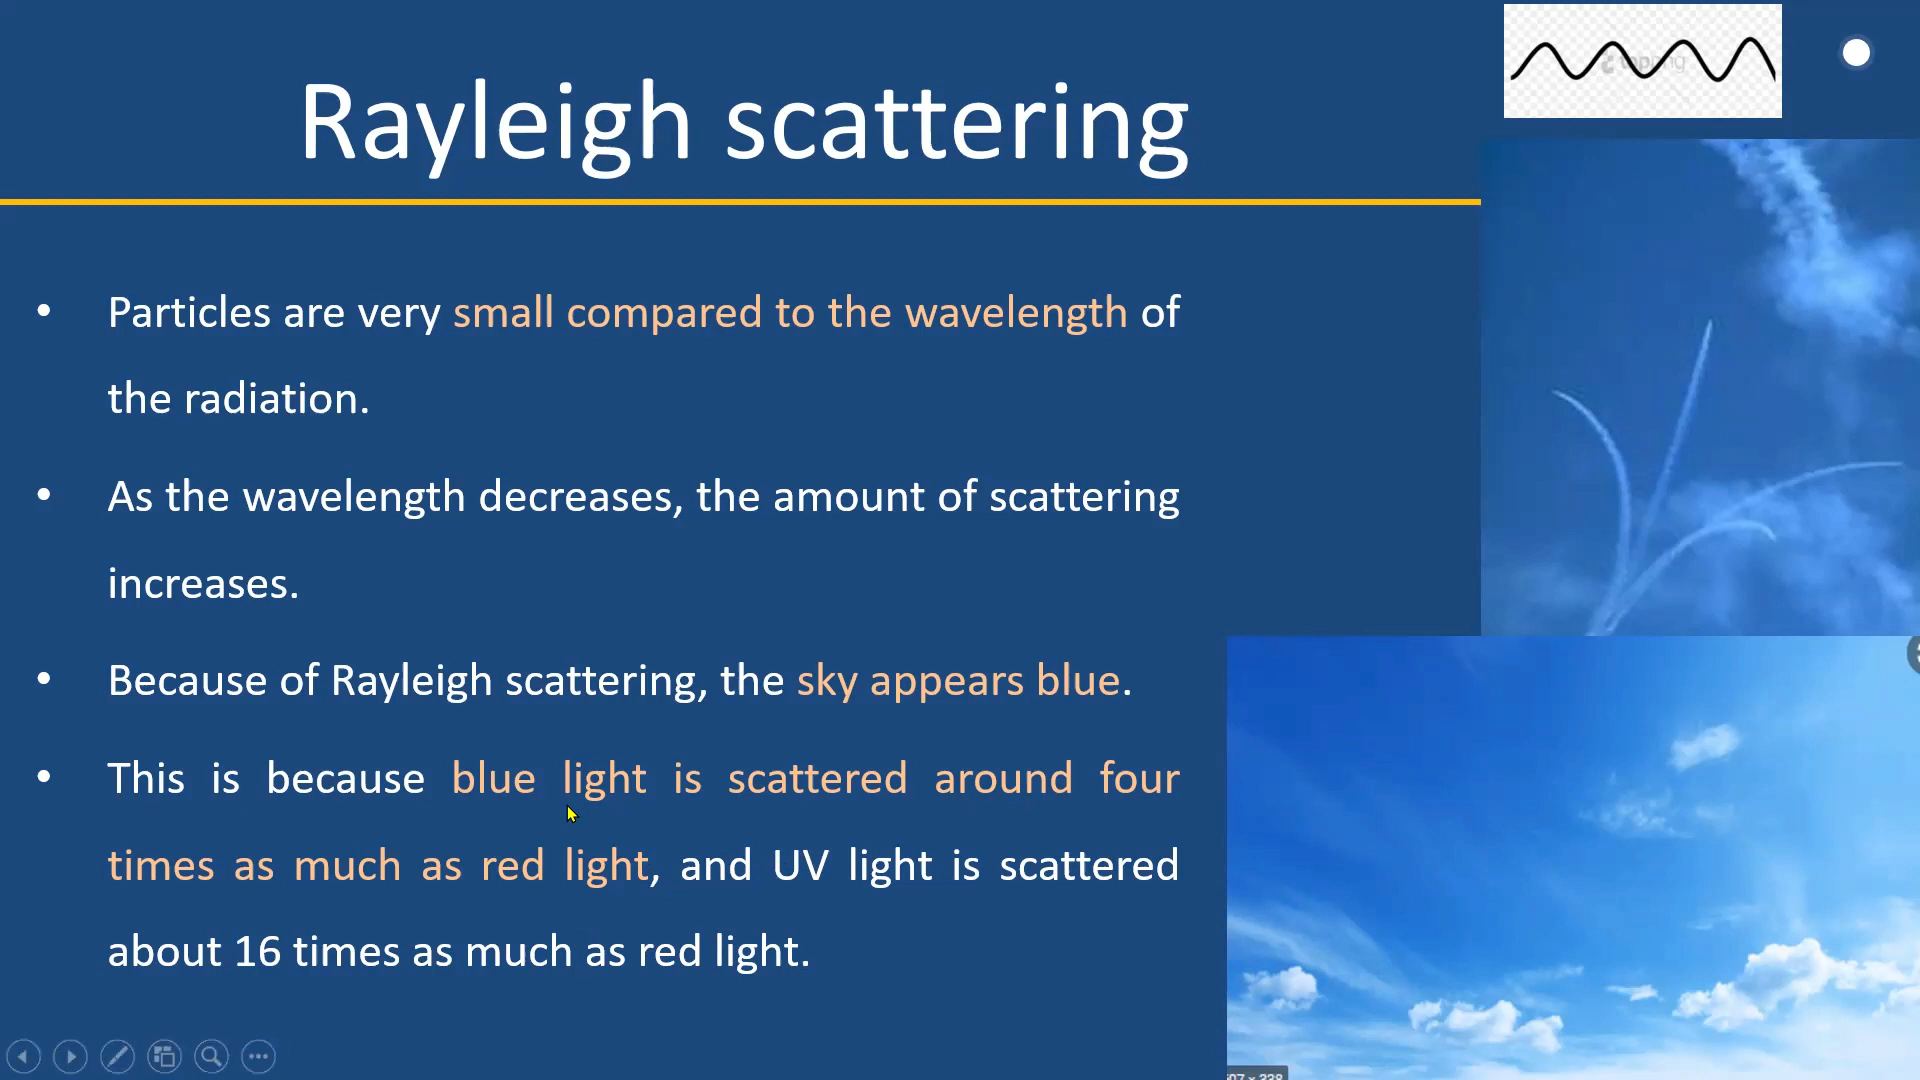 Rayleigh scattering
• Particles are very small compared to the wavelength of
the radiation.
• As the wavelength decreases, the amount of scattering
increases.
• Because of Rayleigh scattering, the sky appears blue.
• This is because blue light is scattered around four
times as much as red light, and UV light is scattered
about 16 times as much as red light.